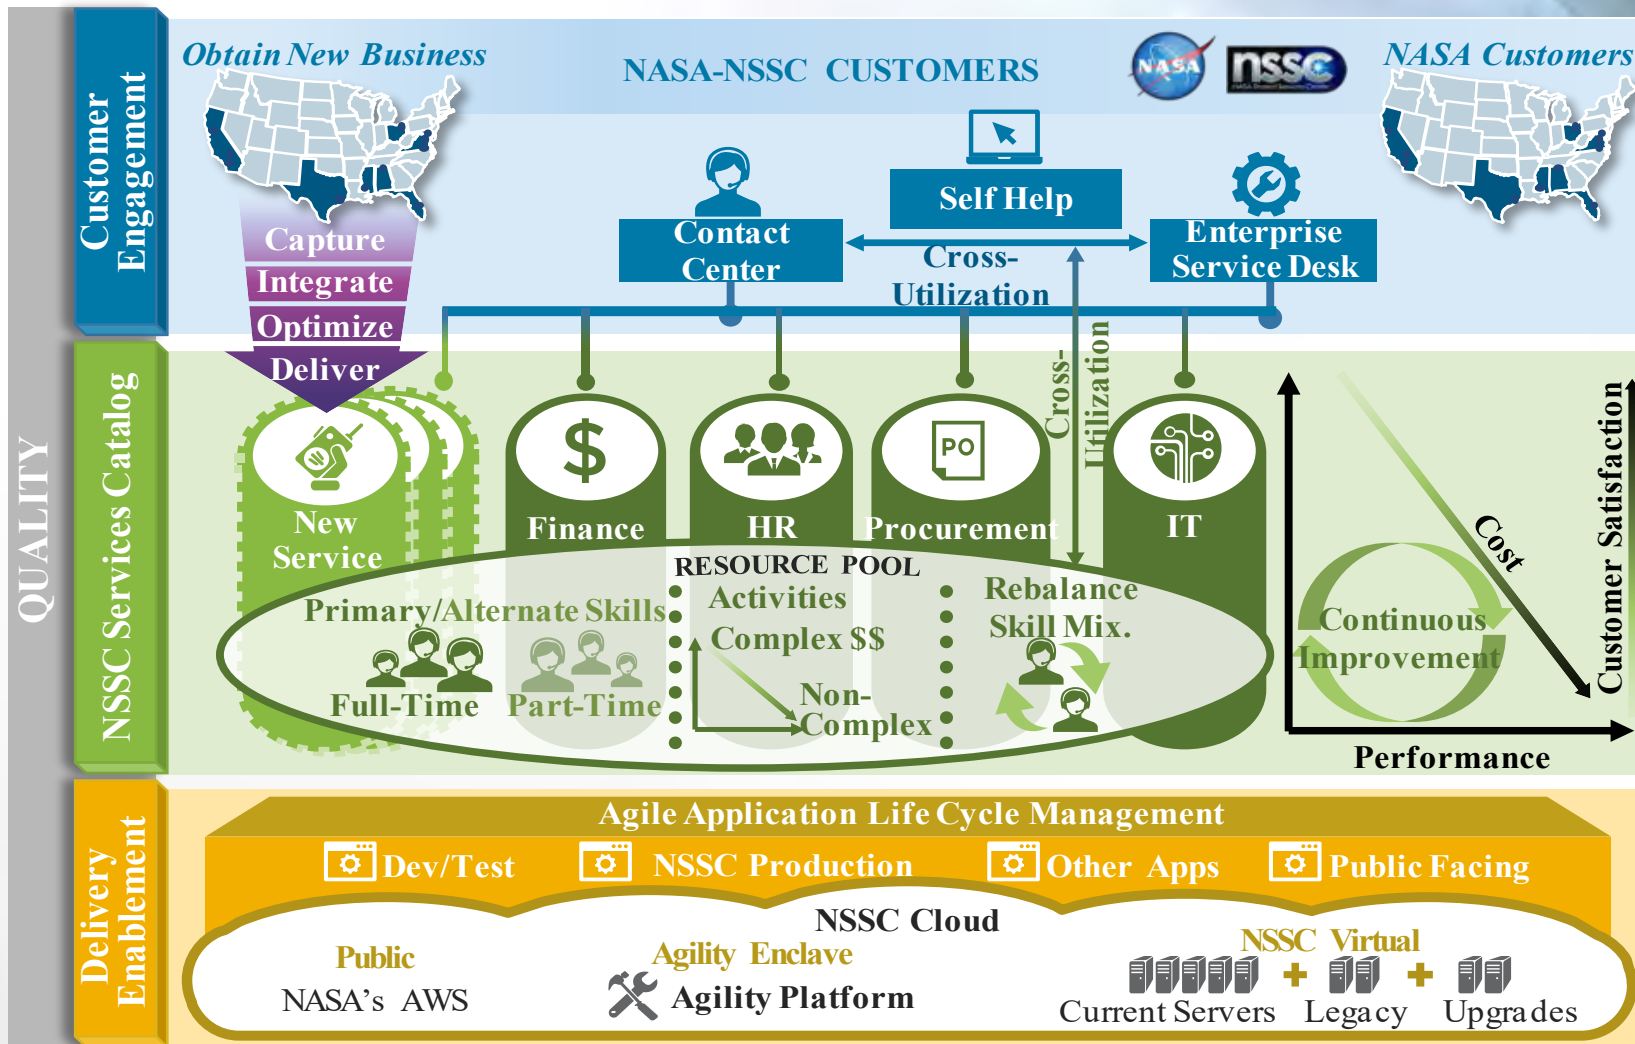 QUALITY
Customer
Engagement
Obtain New Business
NASA-NSSC CUSTOMERS
NASA
nssc
NASA Customers
Capture
Integrate
Optimize
Deliver
Contact
Center
Self Help
Enterprise
Service Desk
Cross-
Utilization
Cross-
Utilization
NSSC Services Catalog
New
Service
Finance
HR
PO
Procurement
IT
RESOURCE POOL
Primary/Alternate Skills
Full-Time
Part-Time
Activities
Complex $$
Non-
Complex
Rebalance
Skill Mix.
Cost
Continuous
Improvement
Customer Satisfaction
Performance
Delivery
Enablement
Agile Application Life Cycle Management
Dev/Test
NSSC Production
Other Apps
Public Facing
NSSC Cloud
Public
NASA's AWS
Agility Enclave
Agility Platform
NSSC Virtual
Current Servers
Legacy
Upgrades